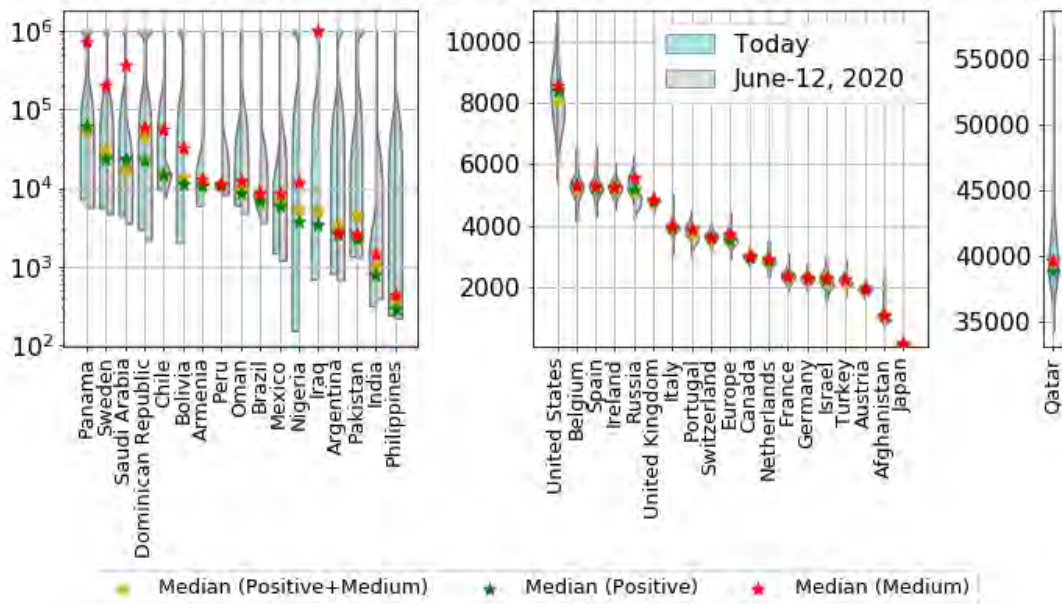 10^6
10^5
10^4
10^3
10^2
Panama
Sweden
Saudi Arabia
Dominican Republic
Chile
Bolivia
Armenia
Peru
Oman
Brazil
Mexico
Nigeria
Iraq
Argentina
Pakistan
India
Philippines
10000
8000
6000
4000
2000
Today
June-12, 2020
United States
Belgium
Spain
Ireland
Russia
United Kingdom
Italy
Portugal
Switzerland
Europe
Canada
Netherlands
France
Germany
Israel
Turkey
Austria
Afghanistan
Japan
55000
50000
45000
40000
35000
Qatar
Median (Positive+Medium)
Median (Positive)
Median (Medium)